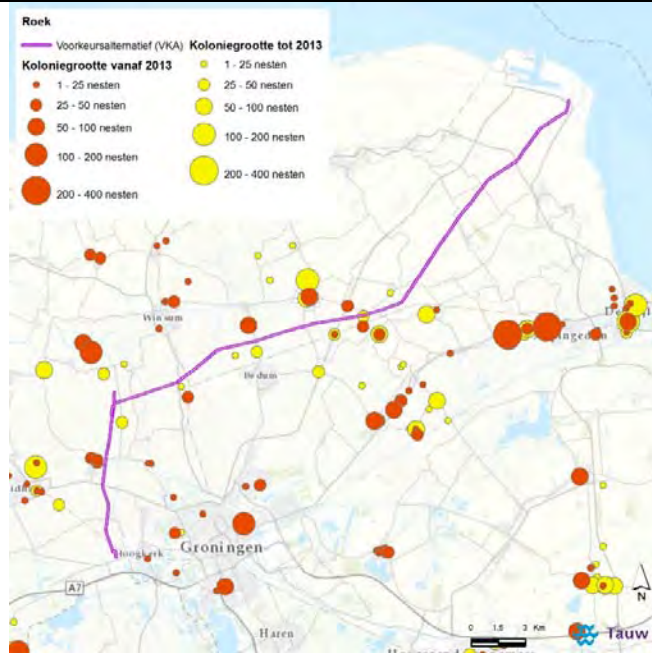 Roek
Voorkeursalternatief (VKA)
Koloniegrootte tot 2013
Koloniegrootte vanaf 2013
1 - 25 nesten
25 - 50 nesten
50 - 100 nesten
100 - 200 nesten
200 - 400 nesten
1 - 25 nesten
25 - 50 nesten
50 - 100 nesten
100 - 200 nesten
200 - 400 nesten
Winsum
Groningen
Hoogkerk
A7
Haren
N
0 1.5 3 Km
Tauw